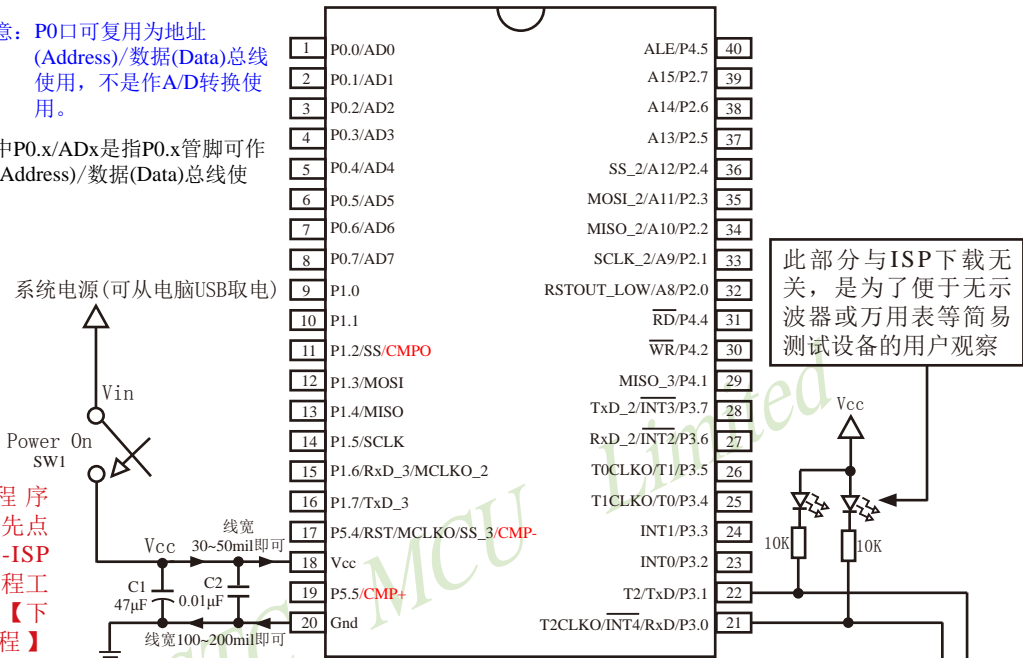 意：P0口可复用为地址
(Address)/数据(Data)总线
使用，不是作A/D转换使
用。
中P0.x/ADx是指P0.x管脚可作
(Address)/数据(Data)总线使
系统电源(可从电脑USB取电)
Vin
Power On
SW1
程 序
先点
-ISP
程工
【下
程 】
Vcc
线宽
30~50mil即可
C1
47μF
C2
0.01μF
线宽100~200mil即可
1 P0.0/AD0
2 P0.1/AD1
3 P0.2/AD2
4 P0.3/AD3
5 P0.4/AD4
6 P0.5/AD5
7 P0.6/AD6
8 P0.7/AD7
9 P1.0
10 P1.1
11 P1.2/SS/CMPO
12 P1.3/MOSI
13 P1.4/MISO
14 P1.5/SCLK
15 P1.6/RxD_3/MCLKO_2
16 P1.7/TxD_3
17 P5.4/RST/MCLKO/SS_3/CMP-
18 Vcc
19 P5.5/CMP+
20 Gnd
ALE/P4.5 40
A15/P2.7 39
A14/P2.6 38
A13/P2.5 37
SS_2/A12/P2.4 36
MOSI_2/A11/P2.3 35
MISO_2/A10/P2.2 34
SCLK_2/A9/P2.1 33
RSTOUT_LOW/A8/P2.0 32
RD/P4.4 31
WR/P4.2 30
MISO_3/P4.1 29
TxD_2/INT3/P3.7 28
RxD_2/INT2/P3.6 27
T0CLKO/T1/P3.5 26
T1CLKO/T0/P3.4 25
INT1/P3.3 24
INT0/P3.2 23
T2/TxD/P3.1 22
T2CLKO/INT4/RxD/P3.0 21
此部分与ISP下载无
关，是为了便于无示
波器或万用表等简易
测试设备的用户观察
Vcc
10K
10K
STC MCU Limited